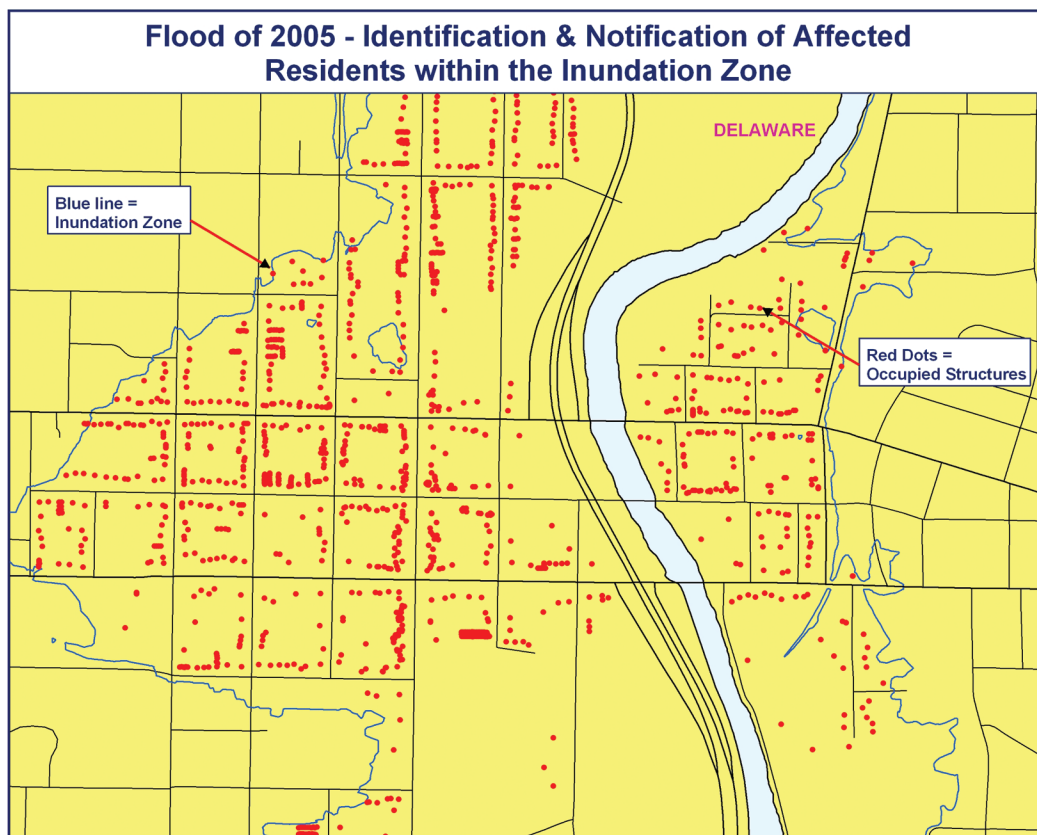 Flood of 2005 - Identification & Notification of Affected
Residents within the Inundation Zone
DELAWARE
Blue line =
Inundation Zone
Red Dots =
Occupied Structures